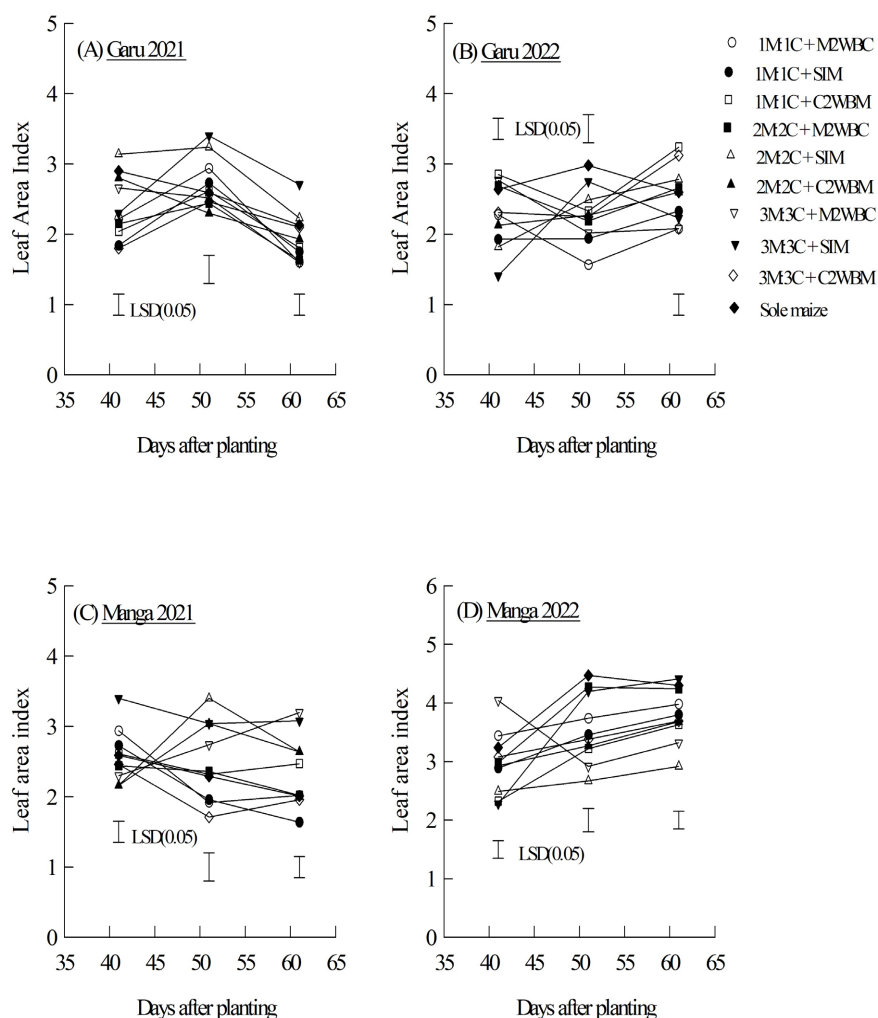 (A) Garu 2021
5
4
3
2
1
0
Leaf Area Index
LSD(0.05)
35 40 45 50 55 60 65
Days after planting
(B) Garu 2022
5
4
3
2
1
0
Leaf Area Index
LSD(0.05)
35 40 45 50 55 60 65
Days after planting
1M:1C + M2WBC
1M:1C + SIM
1M:1C + C2WBM
2M:2C + M2WBC
2M:2C + SIM
2M:2C + C2WBM
3M:3C + M2WBC
3M:3C + SIM
3M:3C + C2WBM
Sole maize
(C) Manga 2021
5
4
3
2
1
0
Leaf area index
LSD(0.05)
35 40 45 50 55 60 65
Days after planting
(D) Manga 2022
6
5
4
3
2
1
0
Leaf area index
LSD(0.05)
35 40 45 50 55 60 65
Days after planting